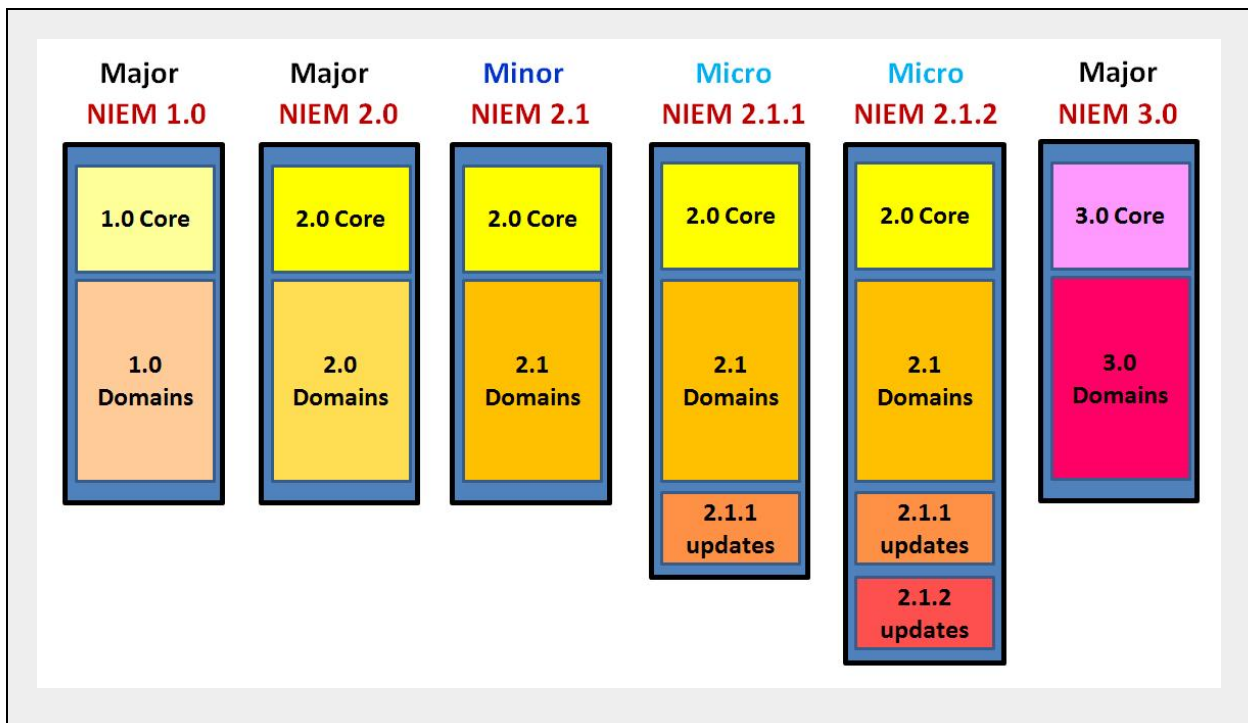 Major
NIEM 1.0
1.0 Core
1.0
Domains
Major
NIEM 2.0
2.0 Core
2.0
Domains
Minor
NIEM 2.1
2.0 Core
2.1
Domains
Micro
NIEM 2.1.1
2.0 Core
2.1
Domains
2.1.1
updates
Micro
NIEM 2.1.2
2.0 Core
2.1
Domains
2.1.1
updates
2.1.2
updates
Major
NIEM 3.0
3.0 Core
3.0
Domains